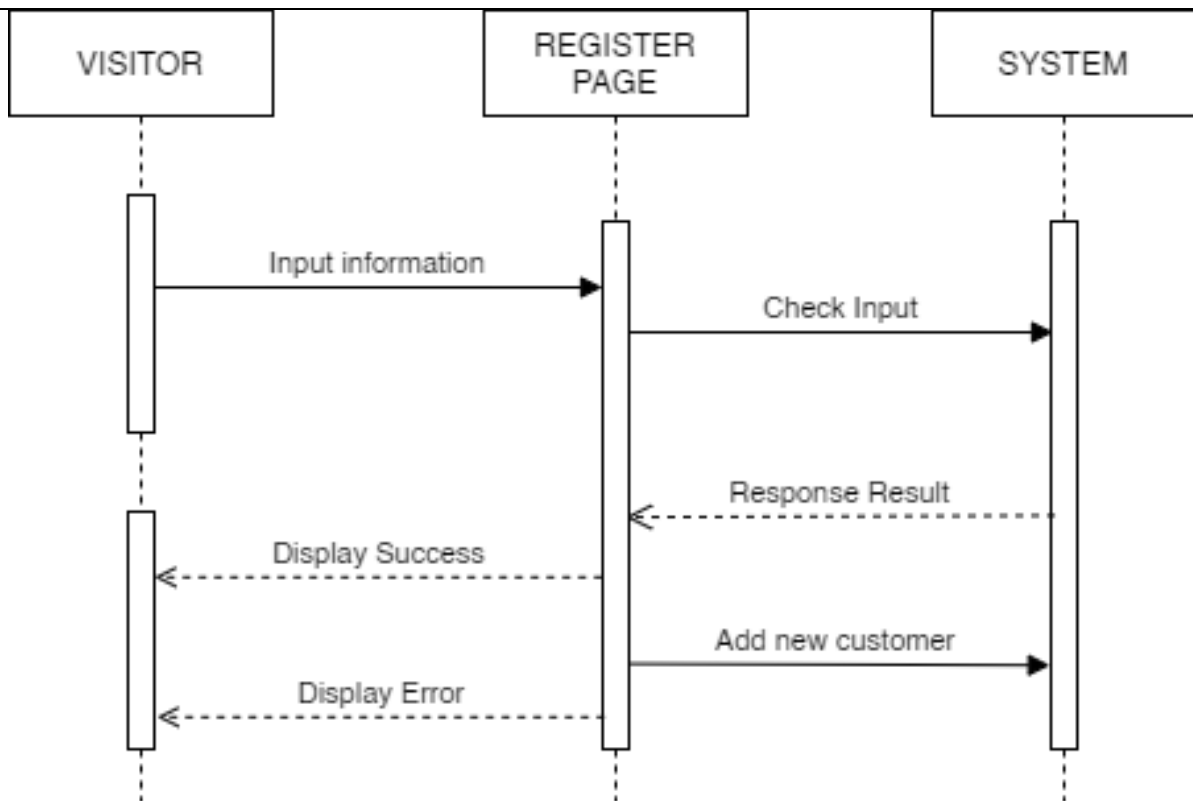 VISITOR
REGISTER
PAGE
SYSTEM
Input information
Check Input
Response Result
Display Success
Add new customer
Display Error